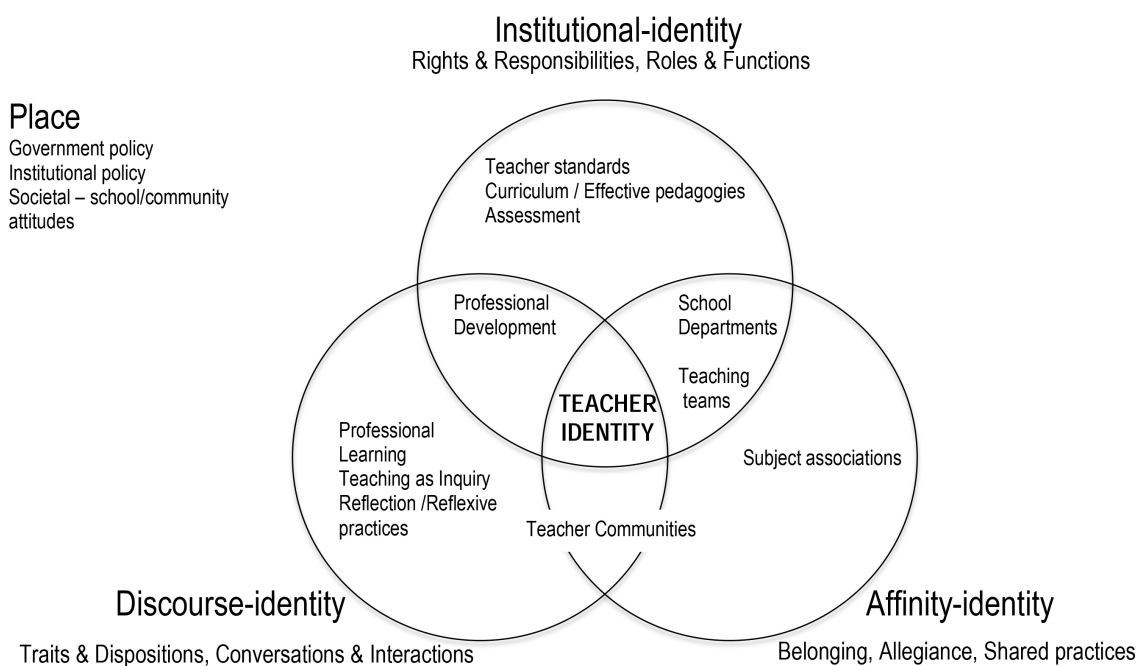 Institutional-identity
Rights & Responsibilities, Roles & Functions
Place
Government policy
Institutional policy
Societal – school/community
attitudes
Teacher standards
Curriculum / Effective pedagogies
Assessment
Professional
Development
School
Departments
Teaching
teams
TEACHER
IDENTITY
Professional
Learning
Teaching as Inquiry
Reflection /Reflexive
practices
Subject associations
Teacher Communities
Discourse-identity
Traits & Dispositions, Conversations & Interactions
Affinity-identity
Belonging, Allegiance, Shared practices